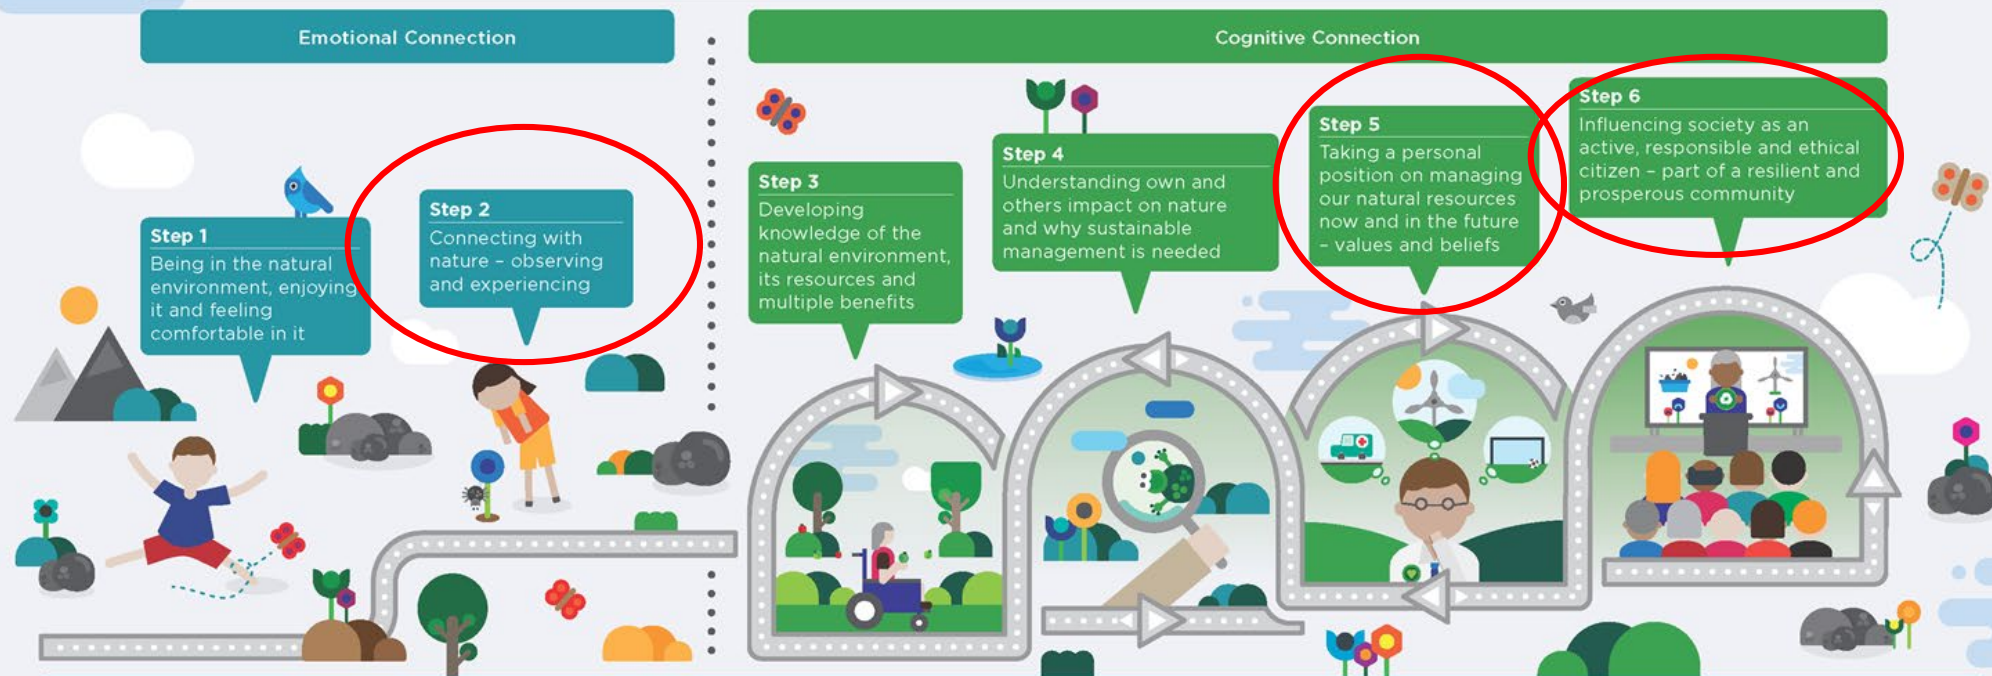 Emotional Connection
Cognitive Connection
Step 1
Being in the natural
environment, enjoying
it and feeling
comfortable in it
Step 2
Connecting with
nature – observing
and experiencing
Step 3
Developing
knowledge of the
natural environment,
its resources and
multiple benefits
Step 4
Understanding own and
others impact on nature
and why sustainable
management is needed
Step 5
Taking a personal
position on managing
our natural resources
now and in the future
– values and beliefs
Step 6
Influencing society as an
active, responsible and ethical
citizen – part of a resilient and
prosperous community